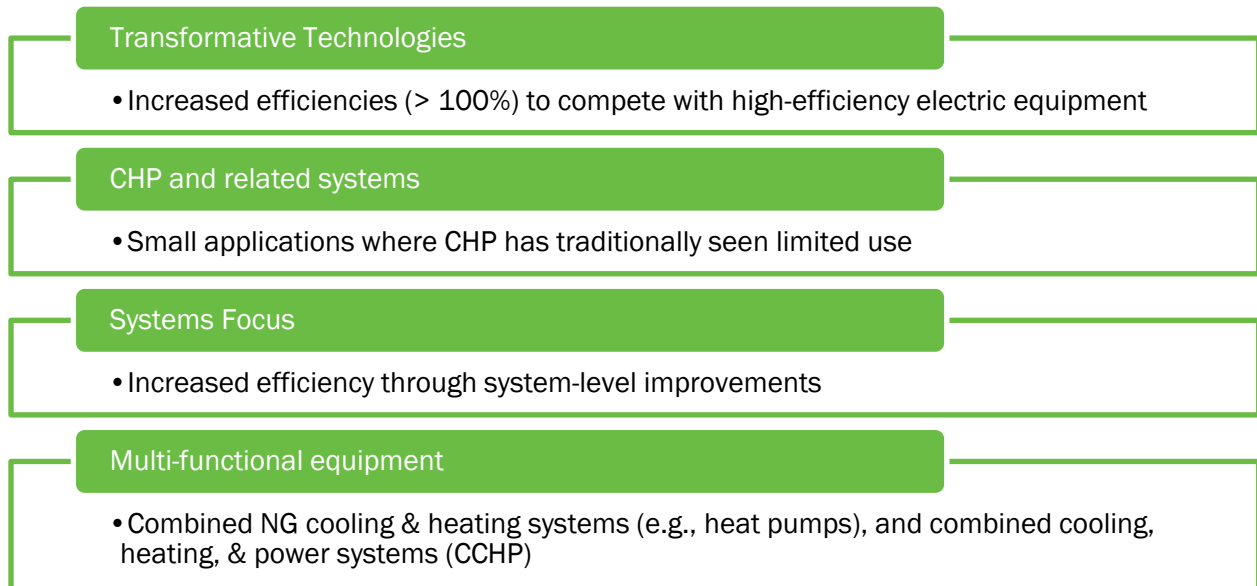 Transformative Technologies
•Increased efficiencies (> 100%) to compete with high-efficiency electric equipment
CHP and related systems
•Small applications where CHP has traditionally seen limited use
Systems Focus
•Increased efficiency through system-level improvements
Multi-functional equipment
•Combined NG cooling & heating systems (e.g., heat pumps), and combined cooling,
heating, & power systems (CCHP)